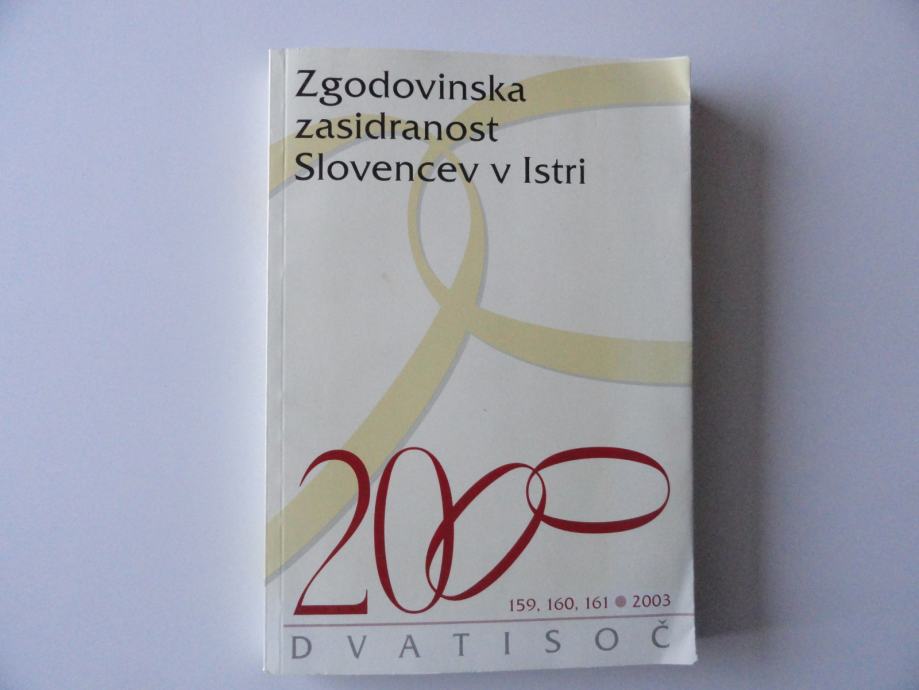 Zgodovinska
zasidranost
Slovencev v Istri
2000
159, 160, 161 ● 2003
DVATISOČ